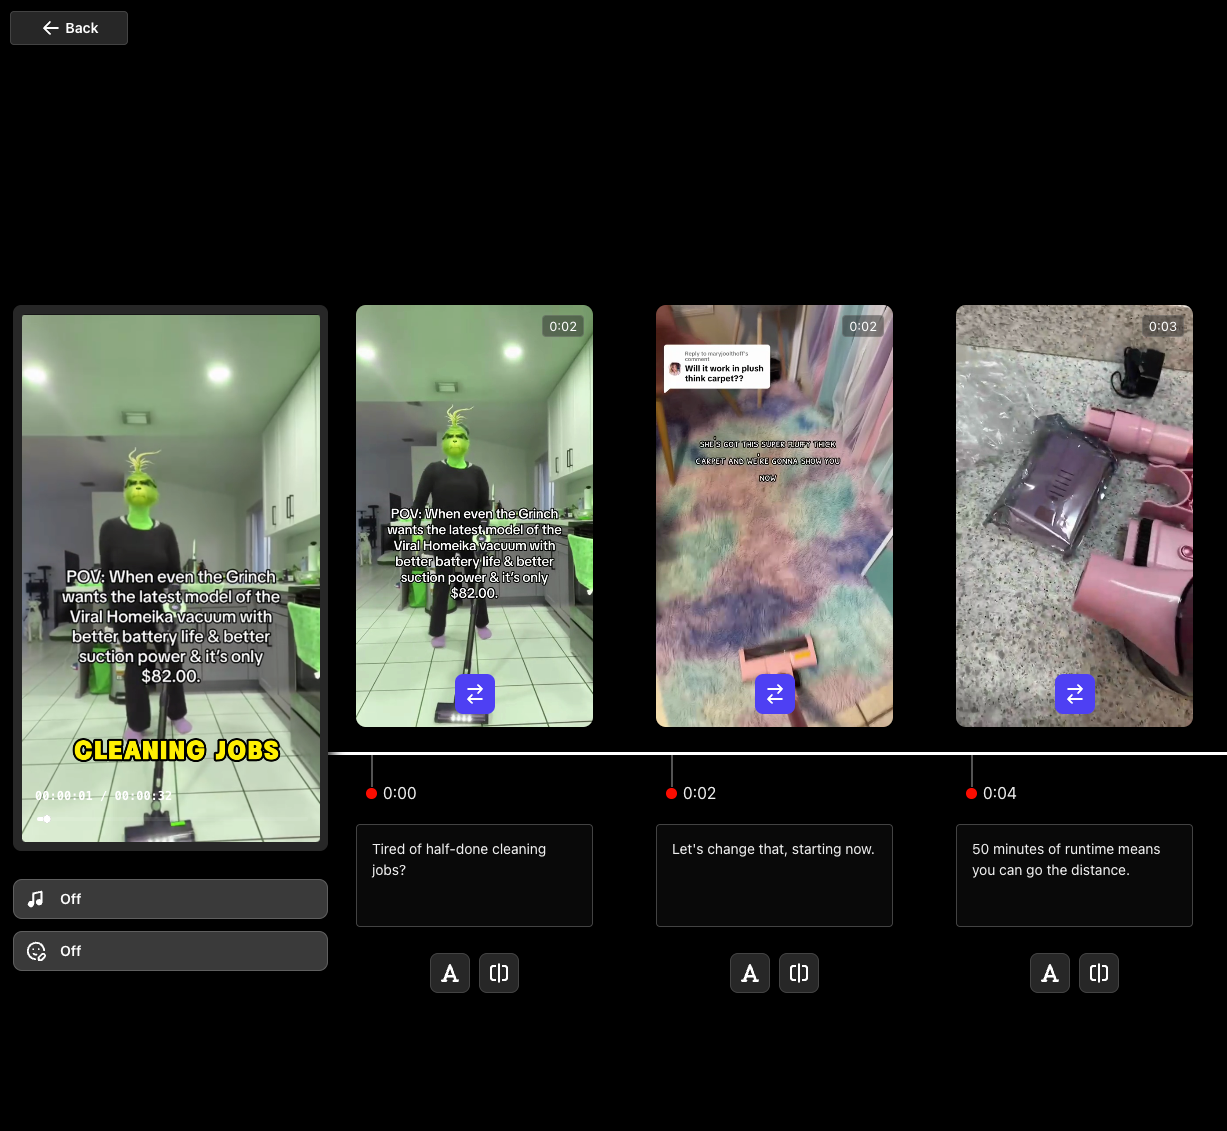 Back
POV: When even the Grinch
wants the latest model of the
Viral Homeika vacuum with
better battery life & better
suction power & it's only
$82.00.
CLEANING JOBS
00:00:01 / 00:00:32
Off
Off
0:02
POV: When even the Grinch
wants the latest model of the
Viral Homeika vacuum with
better battery life & better
suction power & it's only
$82.00.
0:00
Tired of half-done cleaning
jobs?
0:02
Reply to maryjoolthoff's
comment
Will it work in plush
think carpet??
SHE'S GOT THIS SUPER FLUFFY THICK
CARPET AND WE'RE GONNA SHOW YOU
NOW
0:02
Let's change that, starting now.
0:03
0:04
50 minutes of runtime means
you can go the distance.